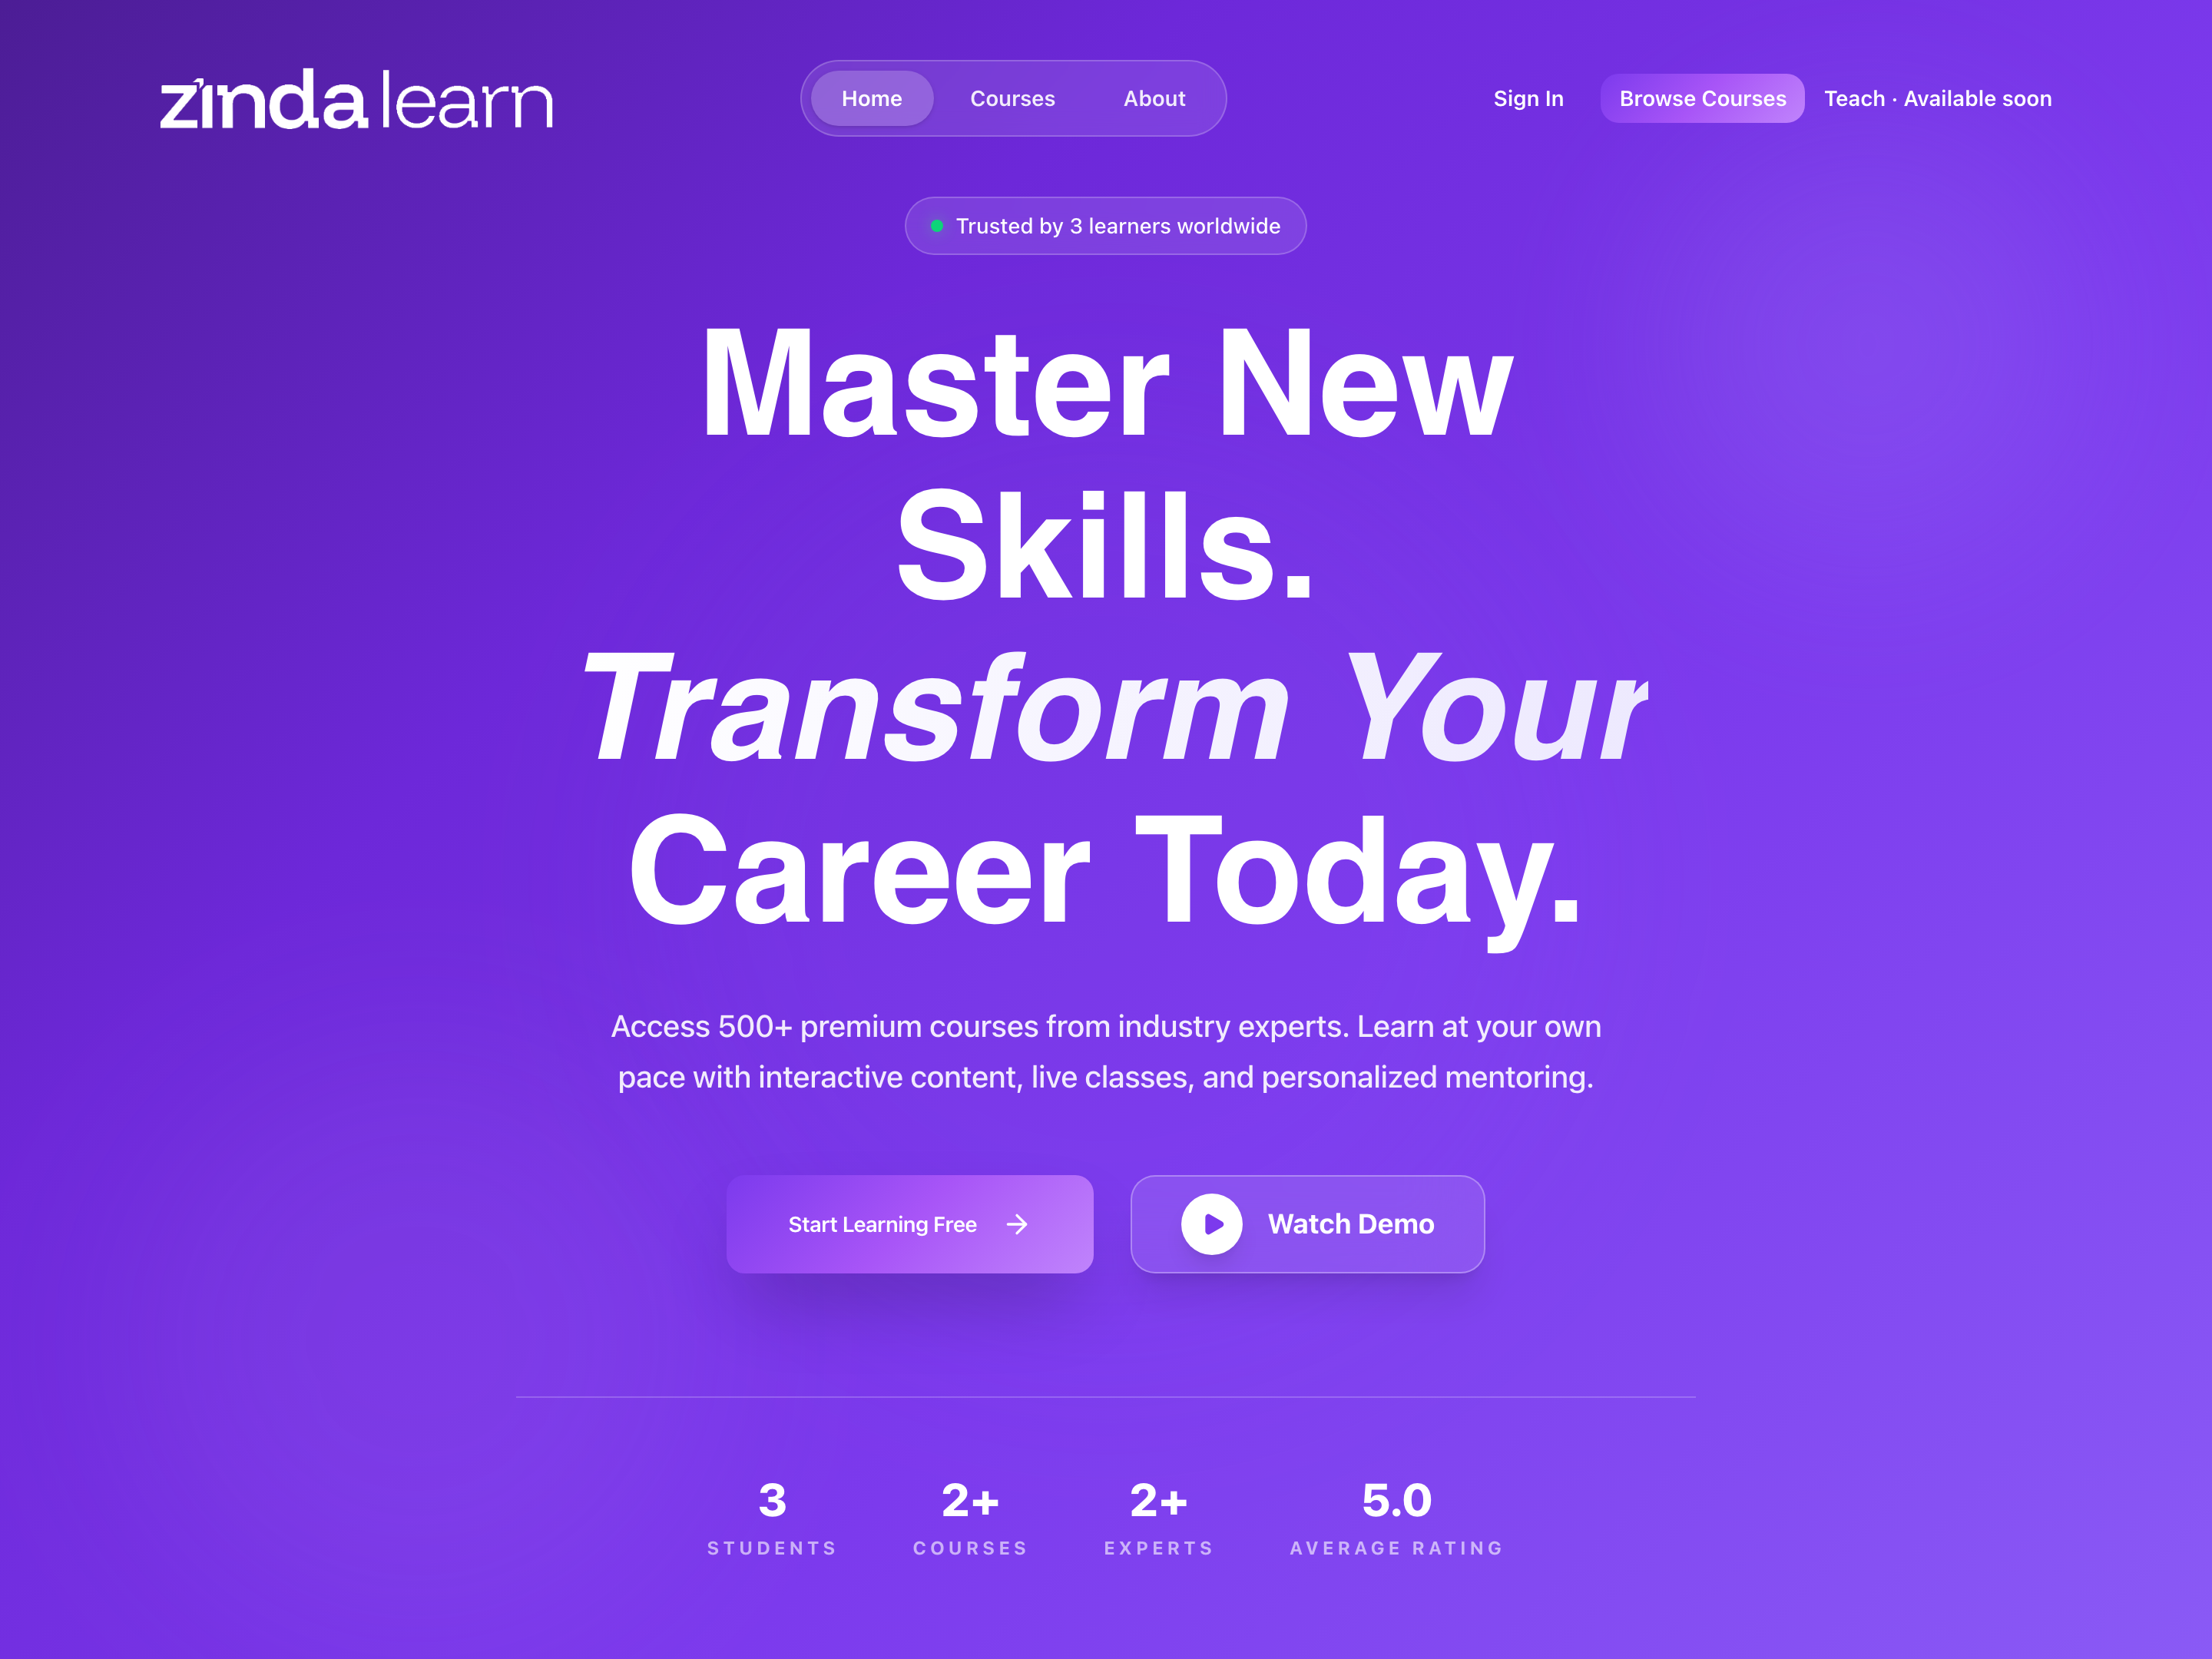 zinda learn
Home Courses About
Sign In Browse Courses Teach · Available soon
Trusted by 3 learners worldwide
Master New
Skills.
Transform Your
Career Today.
Access 500+ premium courses from industry experts. Learn at your own
pace with interactive content, live classes, and personalized mentoring.
Start Learning Free
Watch Demo
3 2+ 2+ 5.0
STUDENTS COURSES EXPERTS AVERAGE RATING